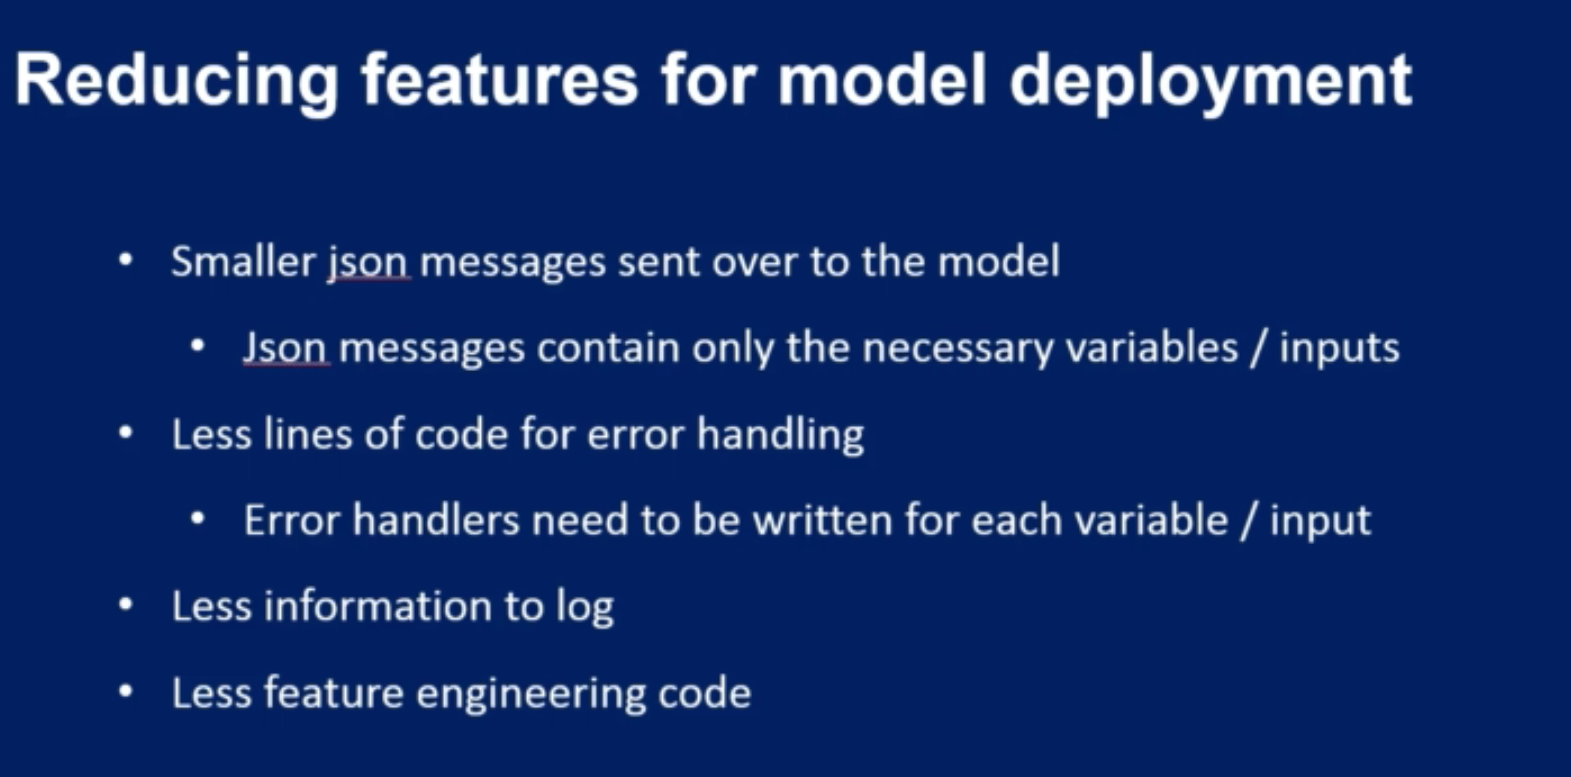 Reducing features for model deployment
• Smaller json messages sent over to the model
• Json messages contain only the necessary variables / inputs
• Less lines of code for error handling
• Error handlers need to be written for each variable / input
• Less information to log
• Less feature engineering code